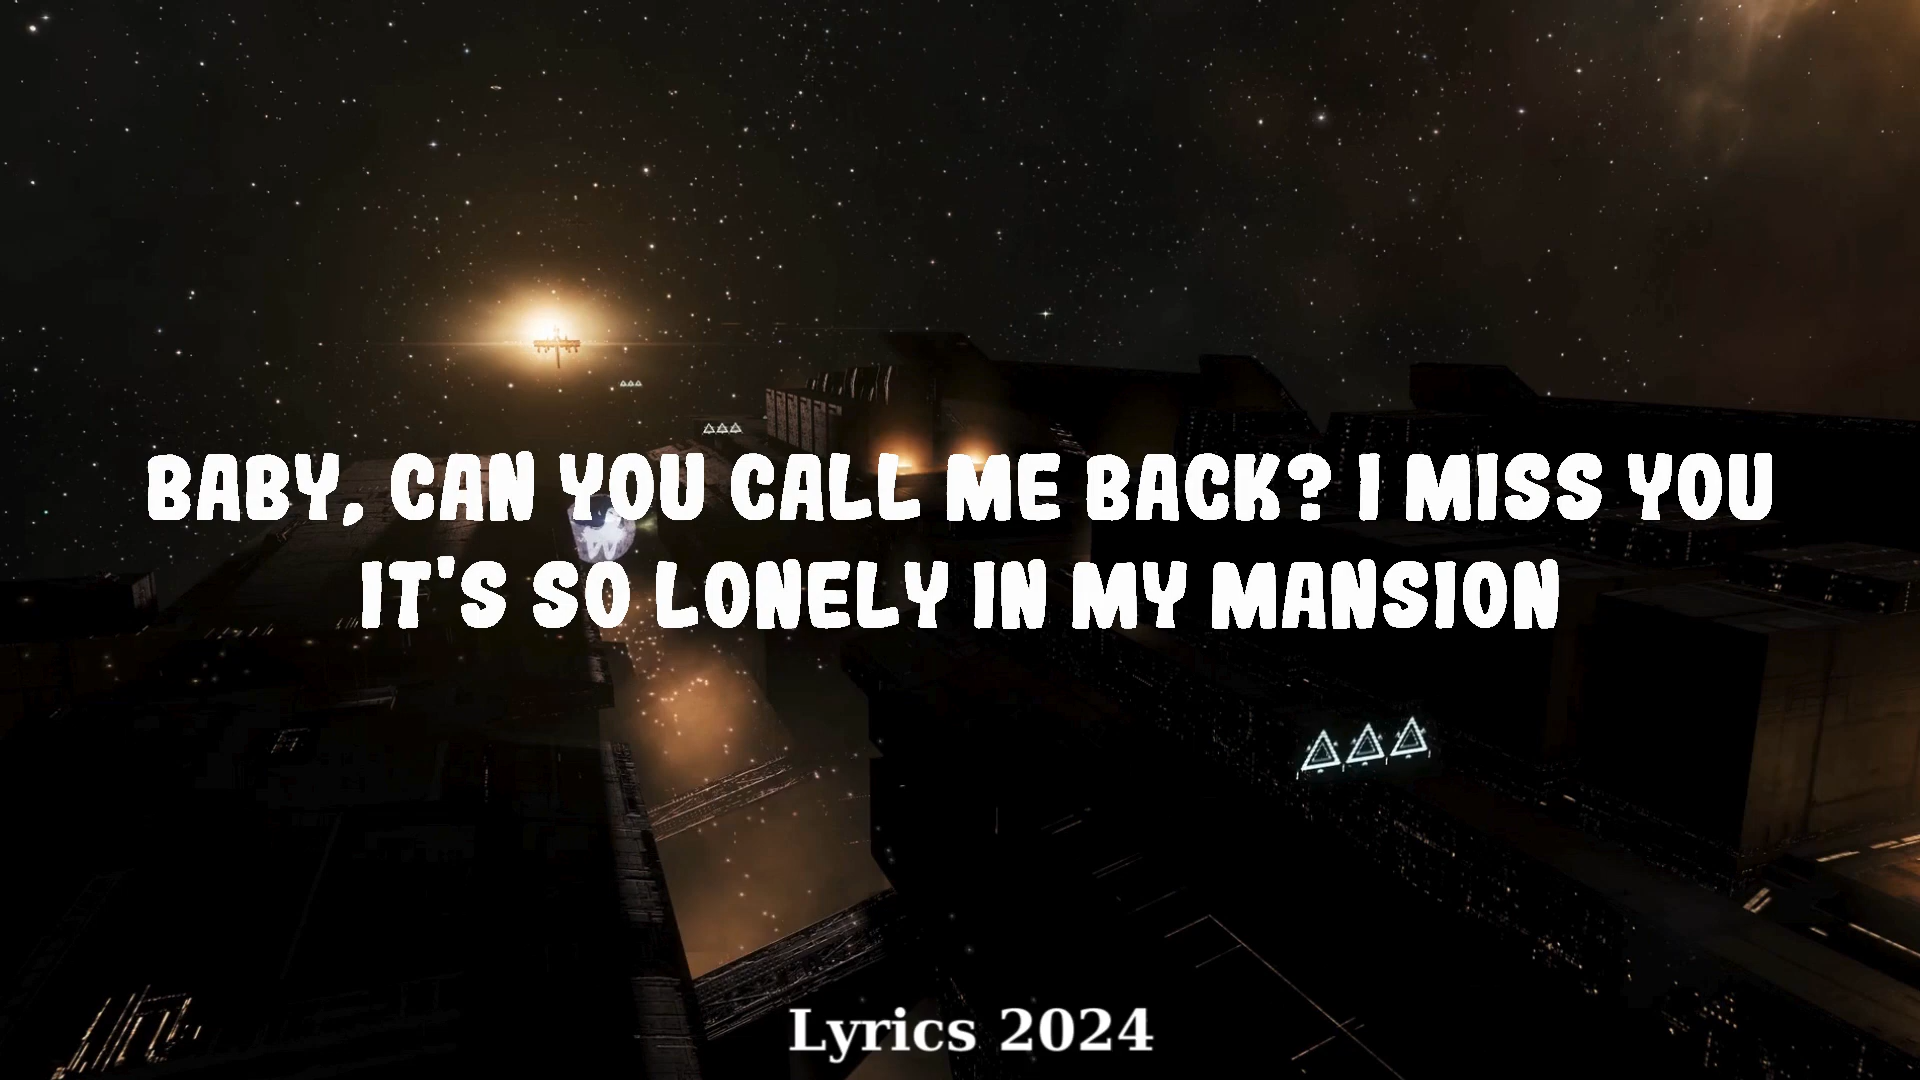 BABY, CAN YOU CALL ME BACK? I MISS YOU
IT'S SO LONELY IN MY MANSION
Lyrics 2024